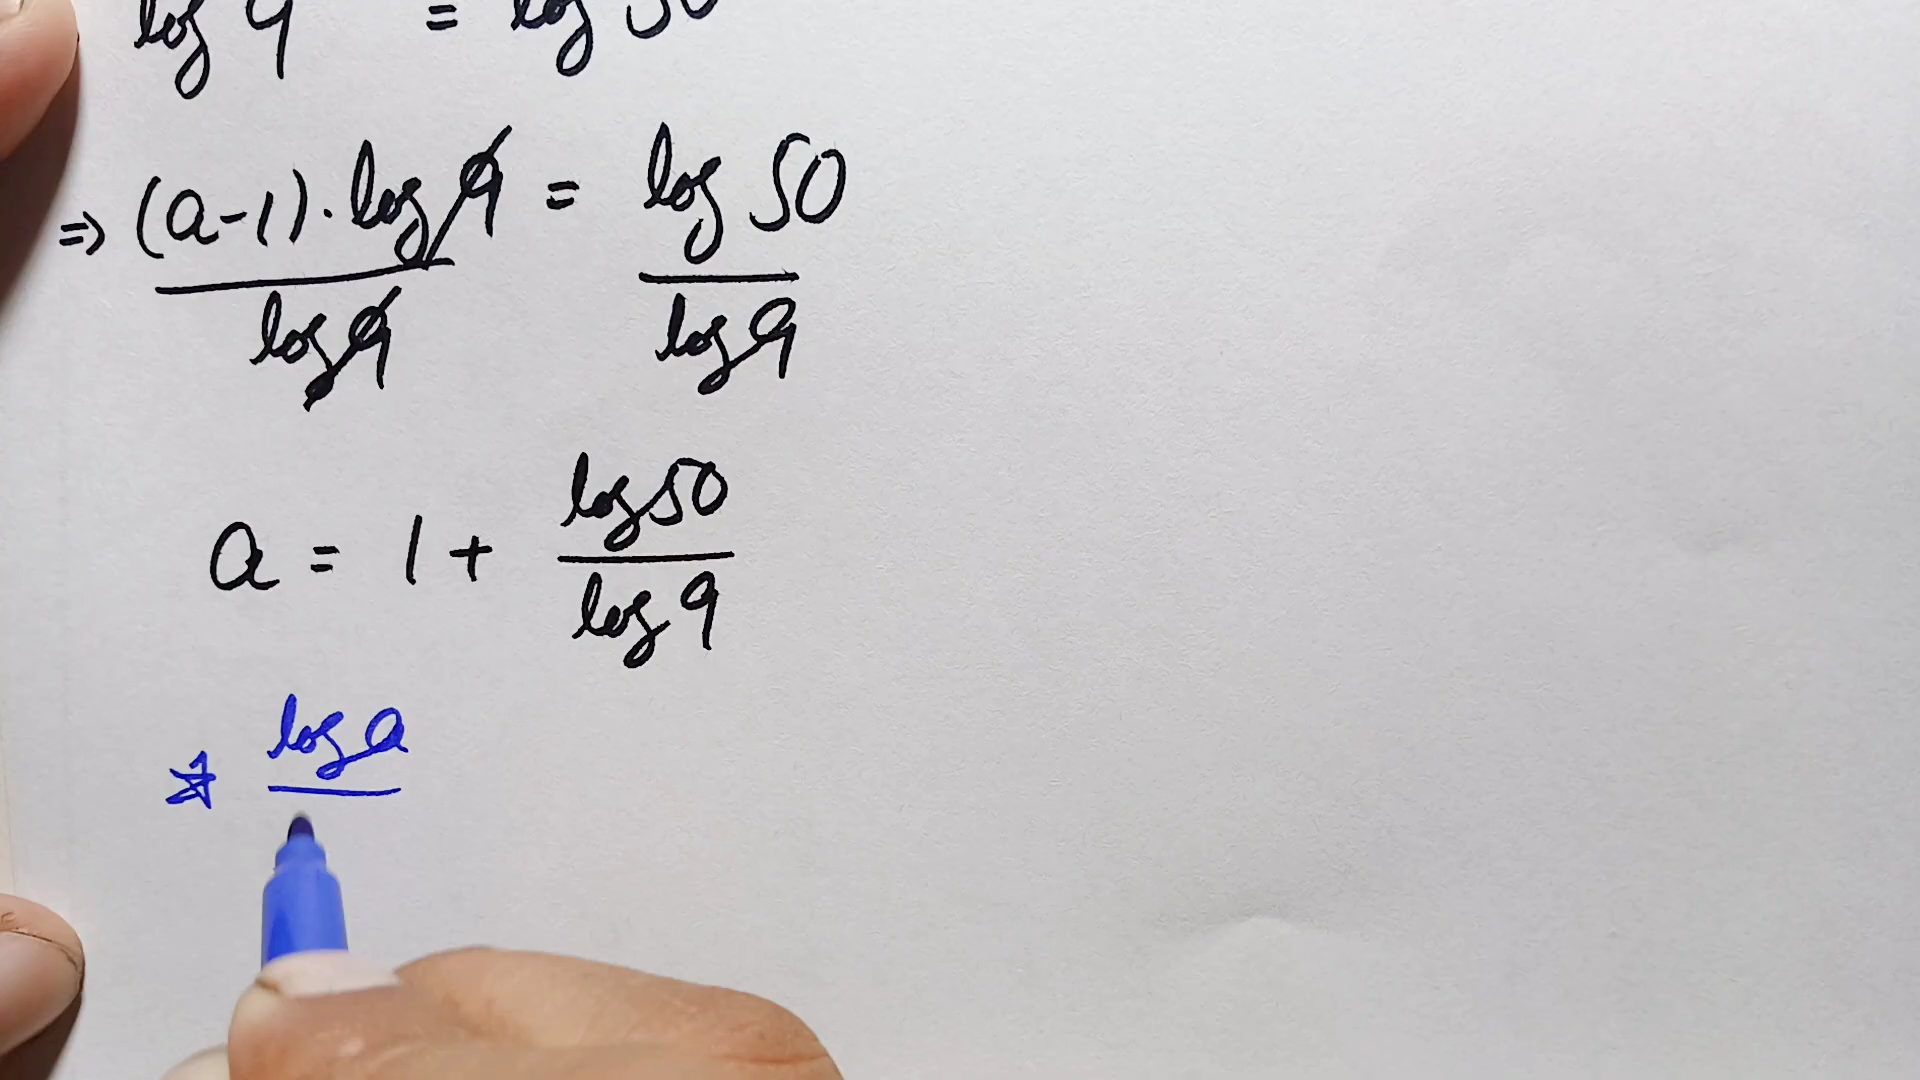 log 9 = log 50
⇒ (a-1)·log 9 / log 9 = log 50 / log 9
a = 1 + log 50 / log 9
☆ log a